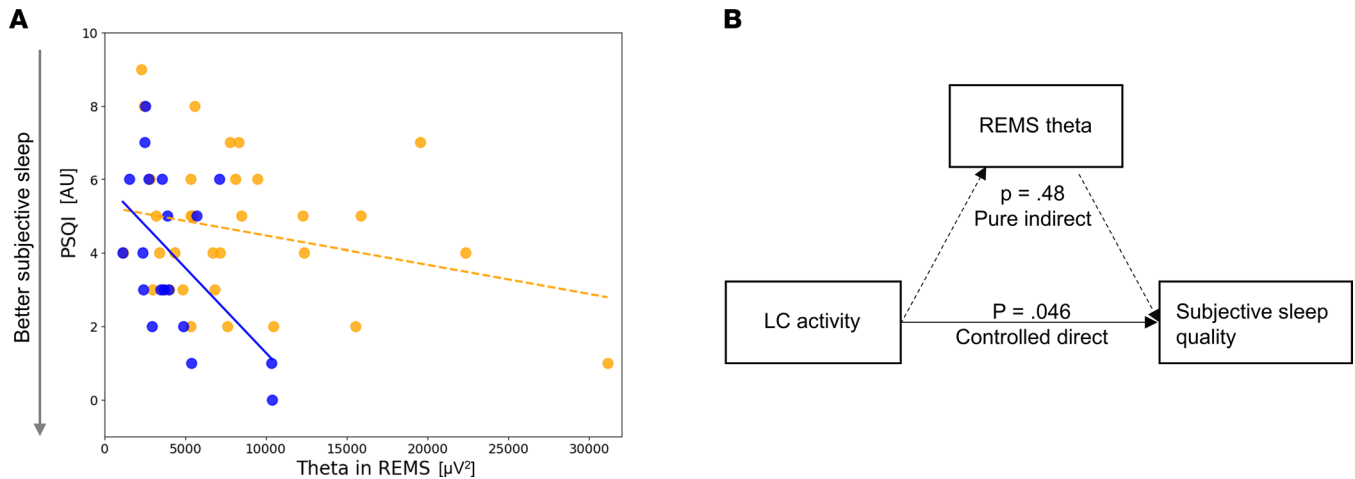 A
Better subjective sleep
PSQI [AU]
10
8
6
4
2
0
0
5000
10000
15000
20000
25000
30000
Theta in REMS [µV²]
B
REMS theta
p = .48
Pure indirect
LC activity
P = .046
Controlled direct
Subjective sleep
quality